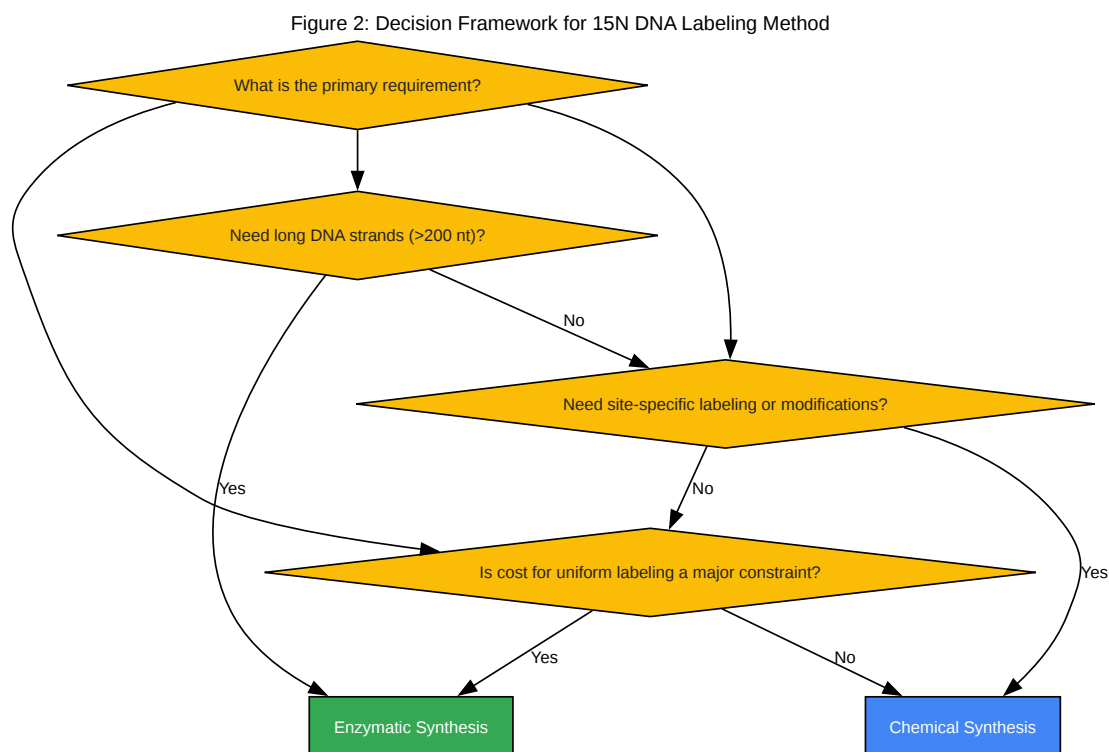 Figure 2: Decision Framework for 15N DNA Labeling Method
What is the primary requirement?
Need long DNA strands (>200 nt)?
No
Need site-specific labeling or modifications?
Yes
No
Is cost for uniform labeling a major constraint?
Yes
Yes
No
Enzymatic Synthesis
Chemical Synthesis